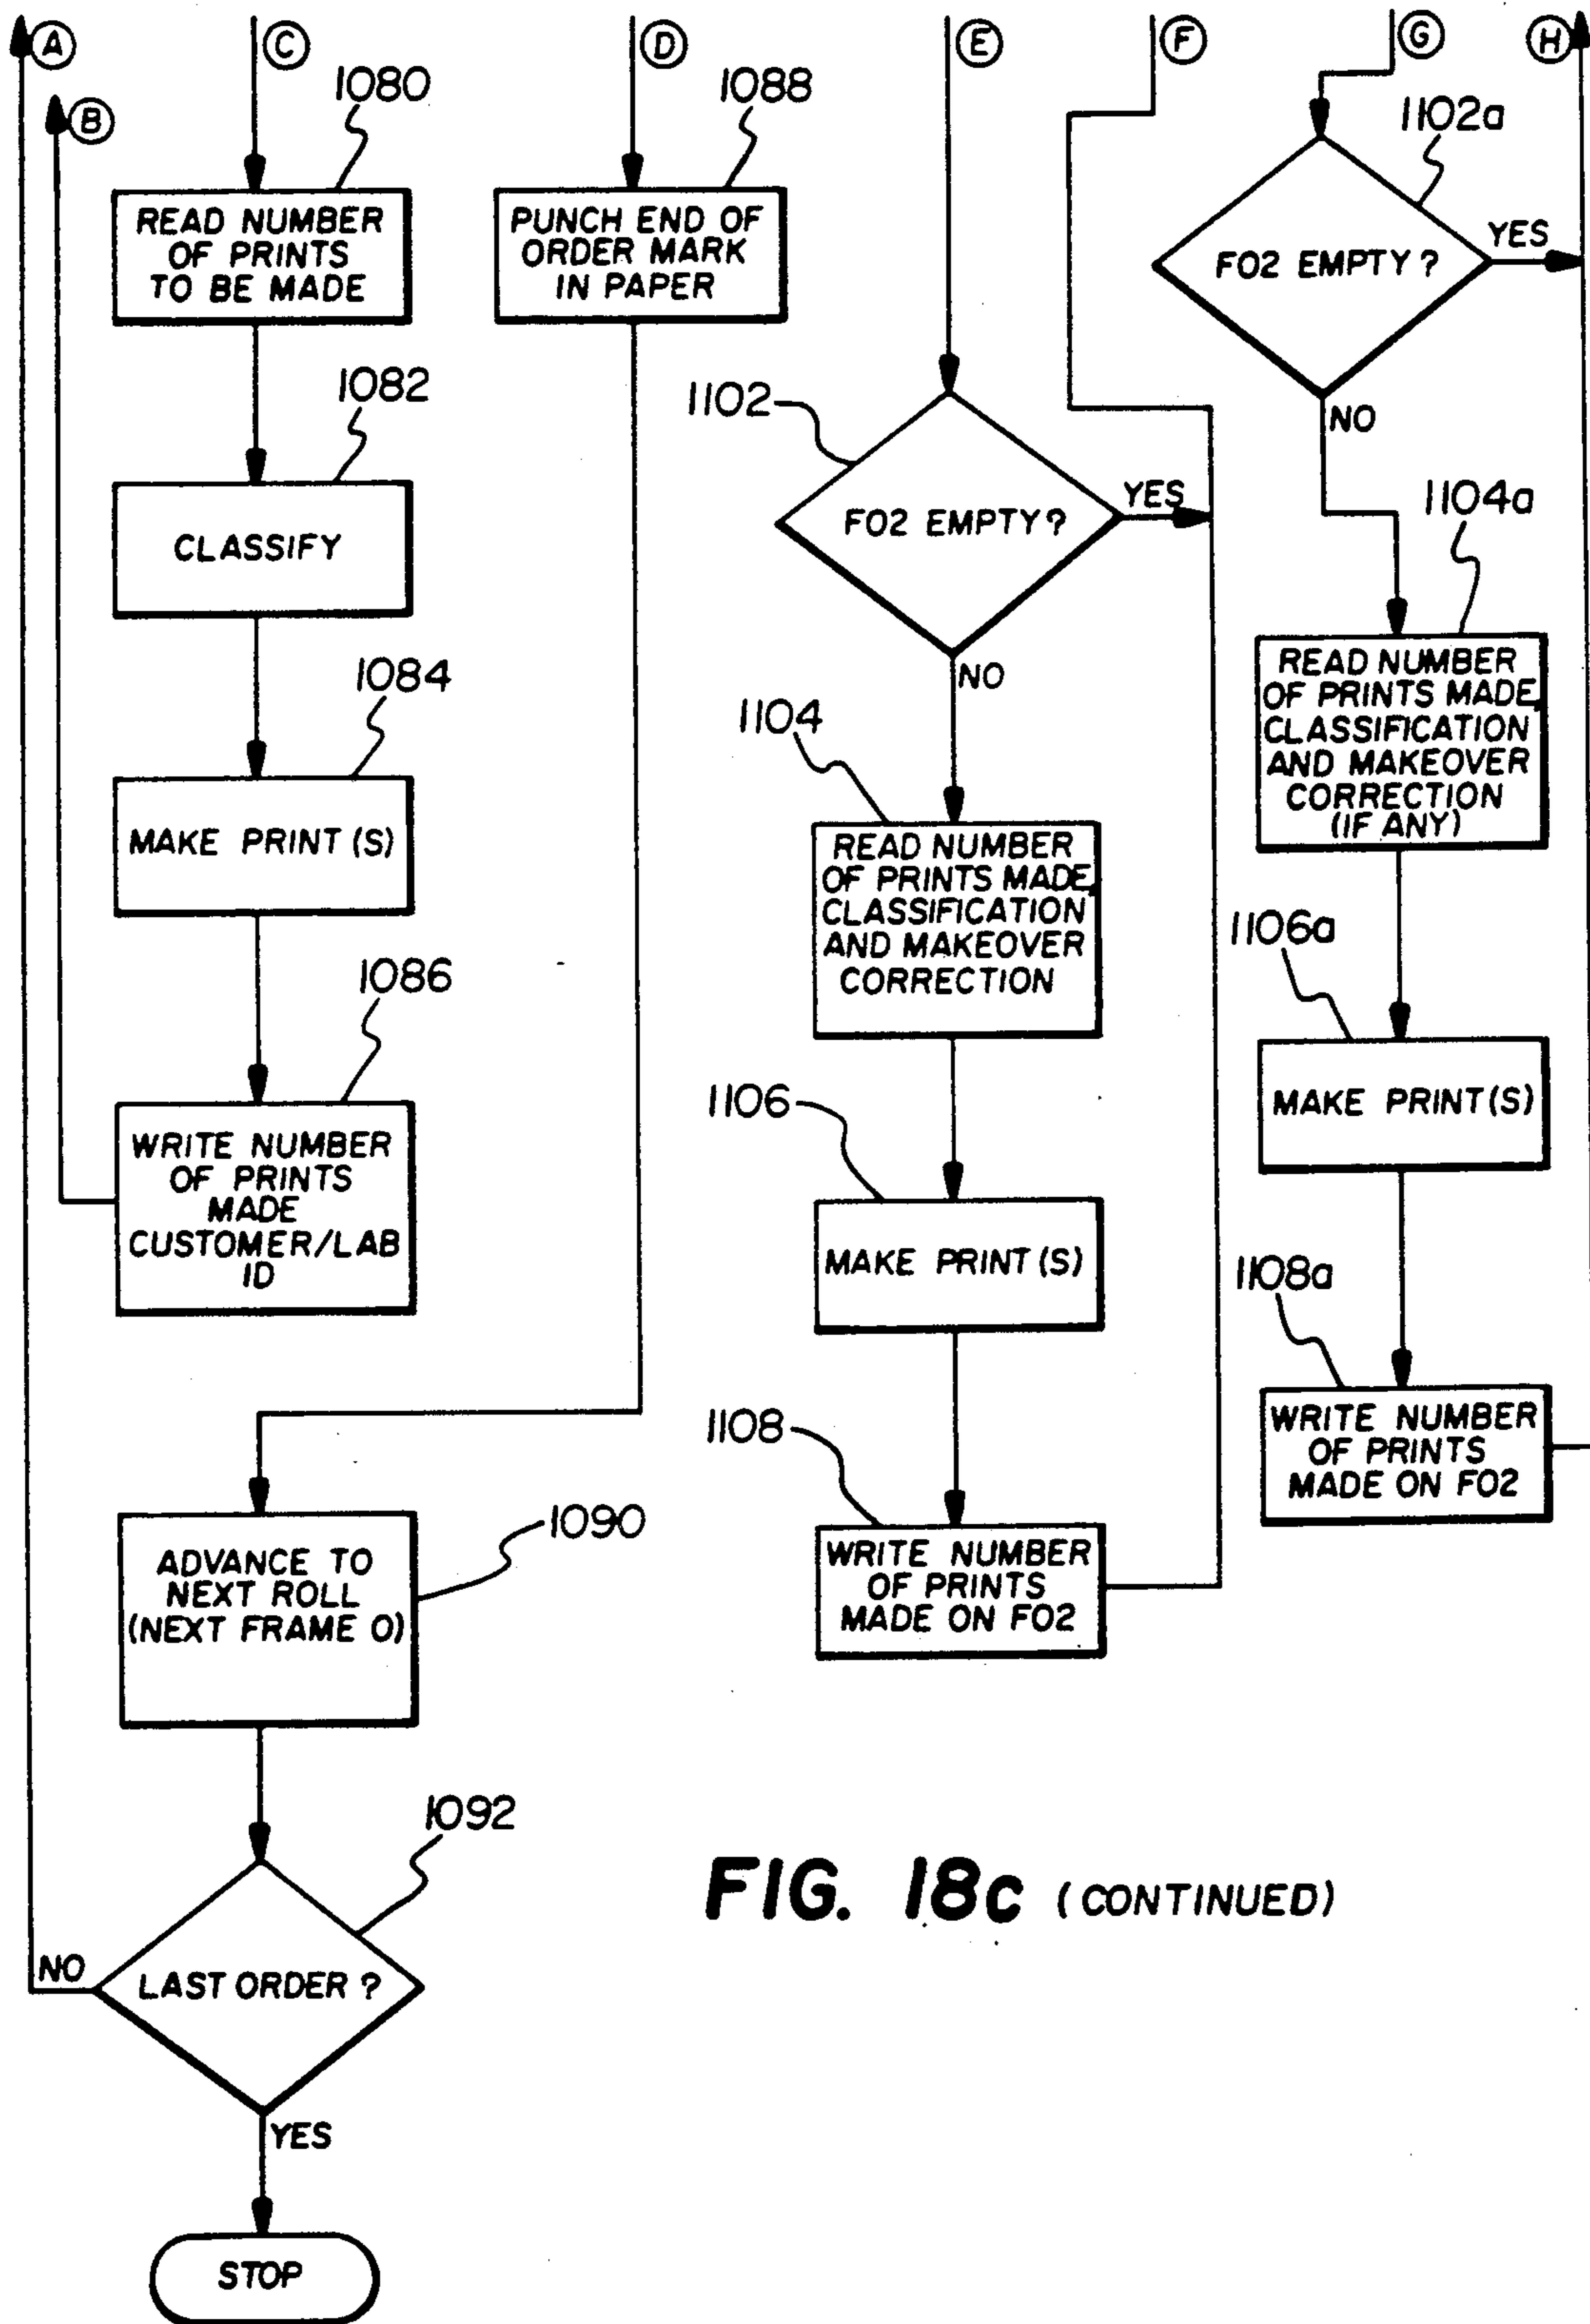 A
C
D
E
F
G
H
B
1080
READ NUMBER
OF PRINTS
TO BE MADE
1082
CLASSIFY
1084
MAKE PRINT(S)
1086
WRITE NUMBER
OF PRINTS
MADE
CUSTOMER/LAB
ID
1088
PUNCH END OF
ORDER MARK
IN PAPER
1090
ADVANCE TO
NEXT ROLL
(NEXT FRAME 0)
1092
LAST ORDER?
NO
YES
STOP
1102
F02 EMPTY?
YES
NO
1104
READ NUMBER
OF PRINTS MADE,
CLASSIFICATION
AND MAKEOVER
CORRECTION
1106
MAKE PRINT(S)
1108
WRITE NUMBER
OF PRINTS
MADE ON F02
1102a
F02 EMPTY?
YES
NO
1104a
READ NUMBER
OF PRINTS MADE,
CLASSIFICATION
AND MAKEOVER
CORRECTION
(IF ANY)
1106a
MAKE PRINT(S)
1108a
WRITE NUMBER
OF PRINTS
MADE ON F02
FIG. 18c (CONTINUED)